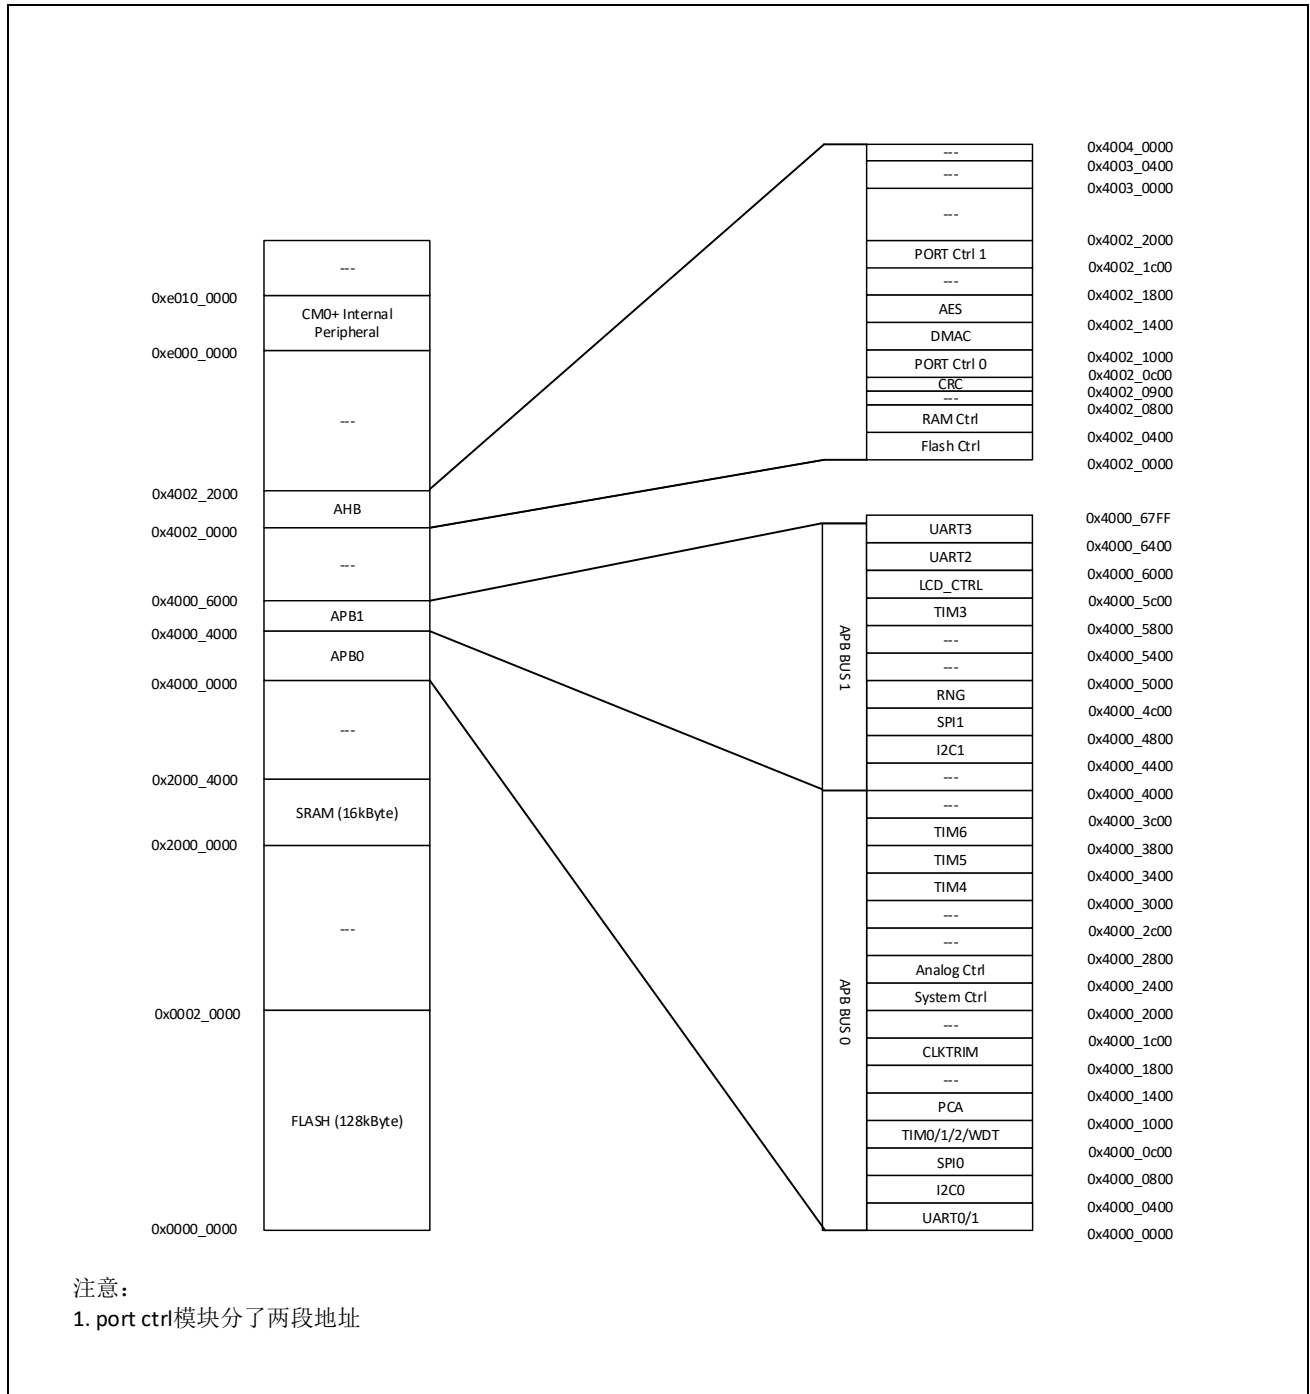 0x4004_0000
---
0x4003_0400
---
0x4003_0000
---
0x4002_2000
PORT Ctrl 1
0x4002_1c00
---
0x4002_1800
AES
0x4002_1400
DMAC
0x4002_1000
PORT Ctrl 0
0x4002_0c00
CRC
0x4002_0900
---
0x4002_0800
RAM Ctrl
0x4002_0400
Flash Ctrl
0x4002_0000
---
0xe010_0000
CM0+ Internal
Peripheral
0xe000_0000
---
0x4002_2000
AHB
0x4002_0000
---
0x4000_6000
APB1
0x4000_4000
APB0
0x4000_0000
---
0x2000_4000
SRAM (16kByte)
0x2000_0000
---
0x0002_0000
FLASH (128kByte)
0x0000_0000
APB BUS 1
0x4000_67FF
UART3
0x4000_6400
UART2
0x4000_6000
LCD_CTRL
0x4000_5c00
TIM3
0x4000_5800
---
0x4000_5400
---
0x4000_5000
RNG
0x4000_4c00
SPI1
0x4000_4800
I2C1
0x4000_4400
---
0x4000_4000
APB BUS 0
---
0x4000_3c00
TIM6
0x4000_3800
TIM5
0x4000_3400
TIM4
0x4000_3000
---
0x4000_2c00
---
0x4000_2800
Analog Ctrl
0x4000_2400
System Ctrl
0x4000_2000
---
0x4000_1c00
CLKTRIM
0x4000_1800
---
0x4000_1400
PCA
0x4000_1000
TIM0/1/2/WDT
0x4000_0c00
SPI0
0x4000_0800
I2C0
0x4000_0400
UART0/1
0x4000_0000
注意：
1. port ctrl模块分了两段地址